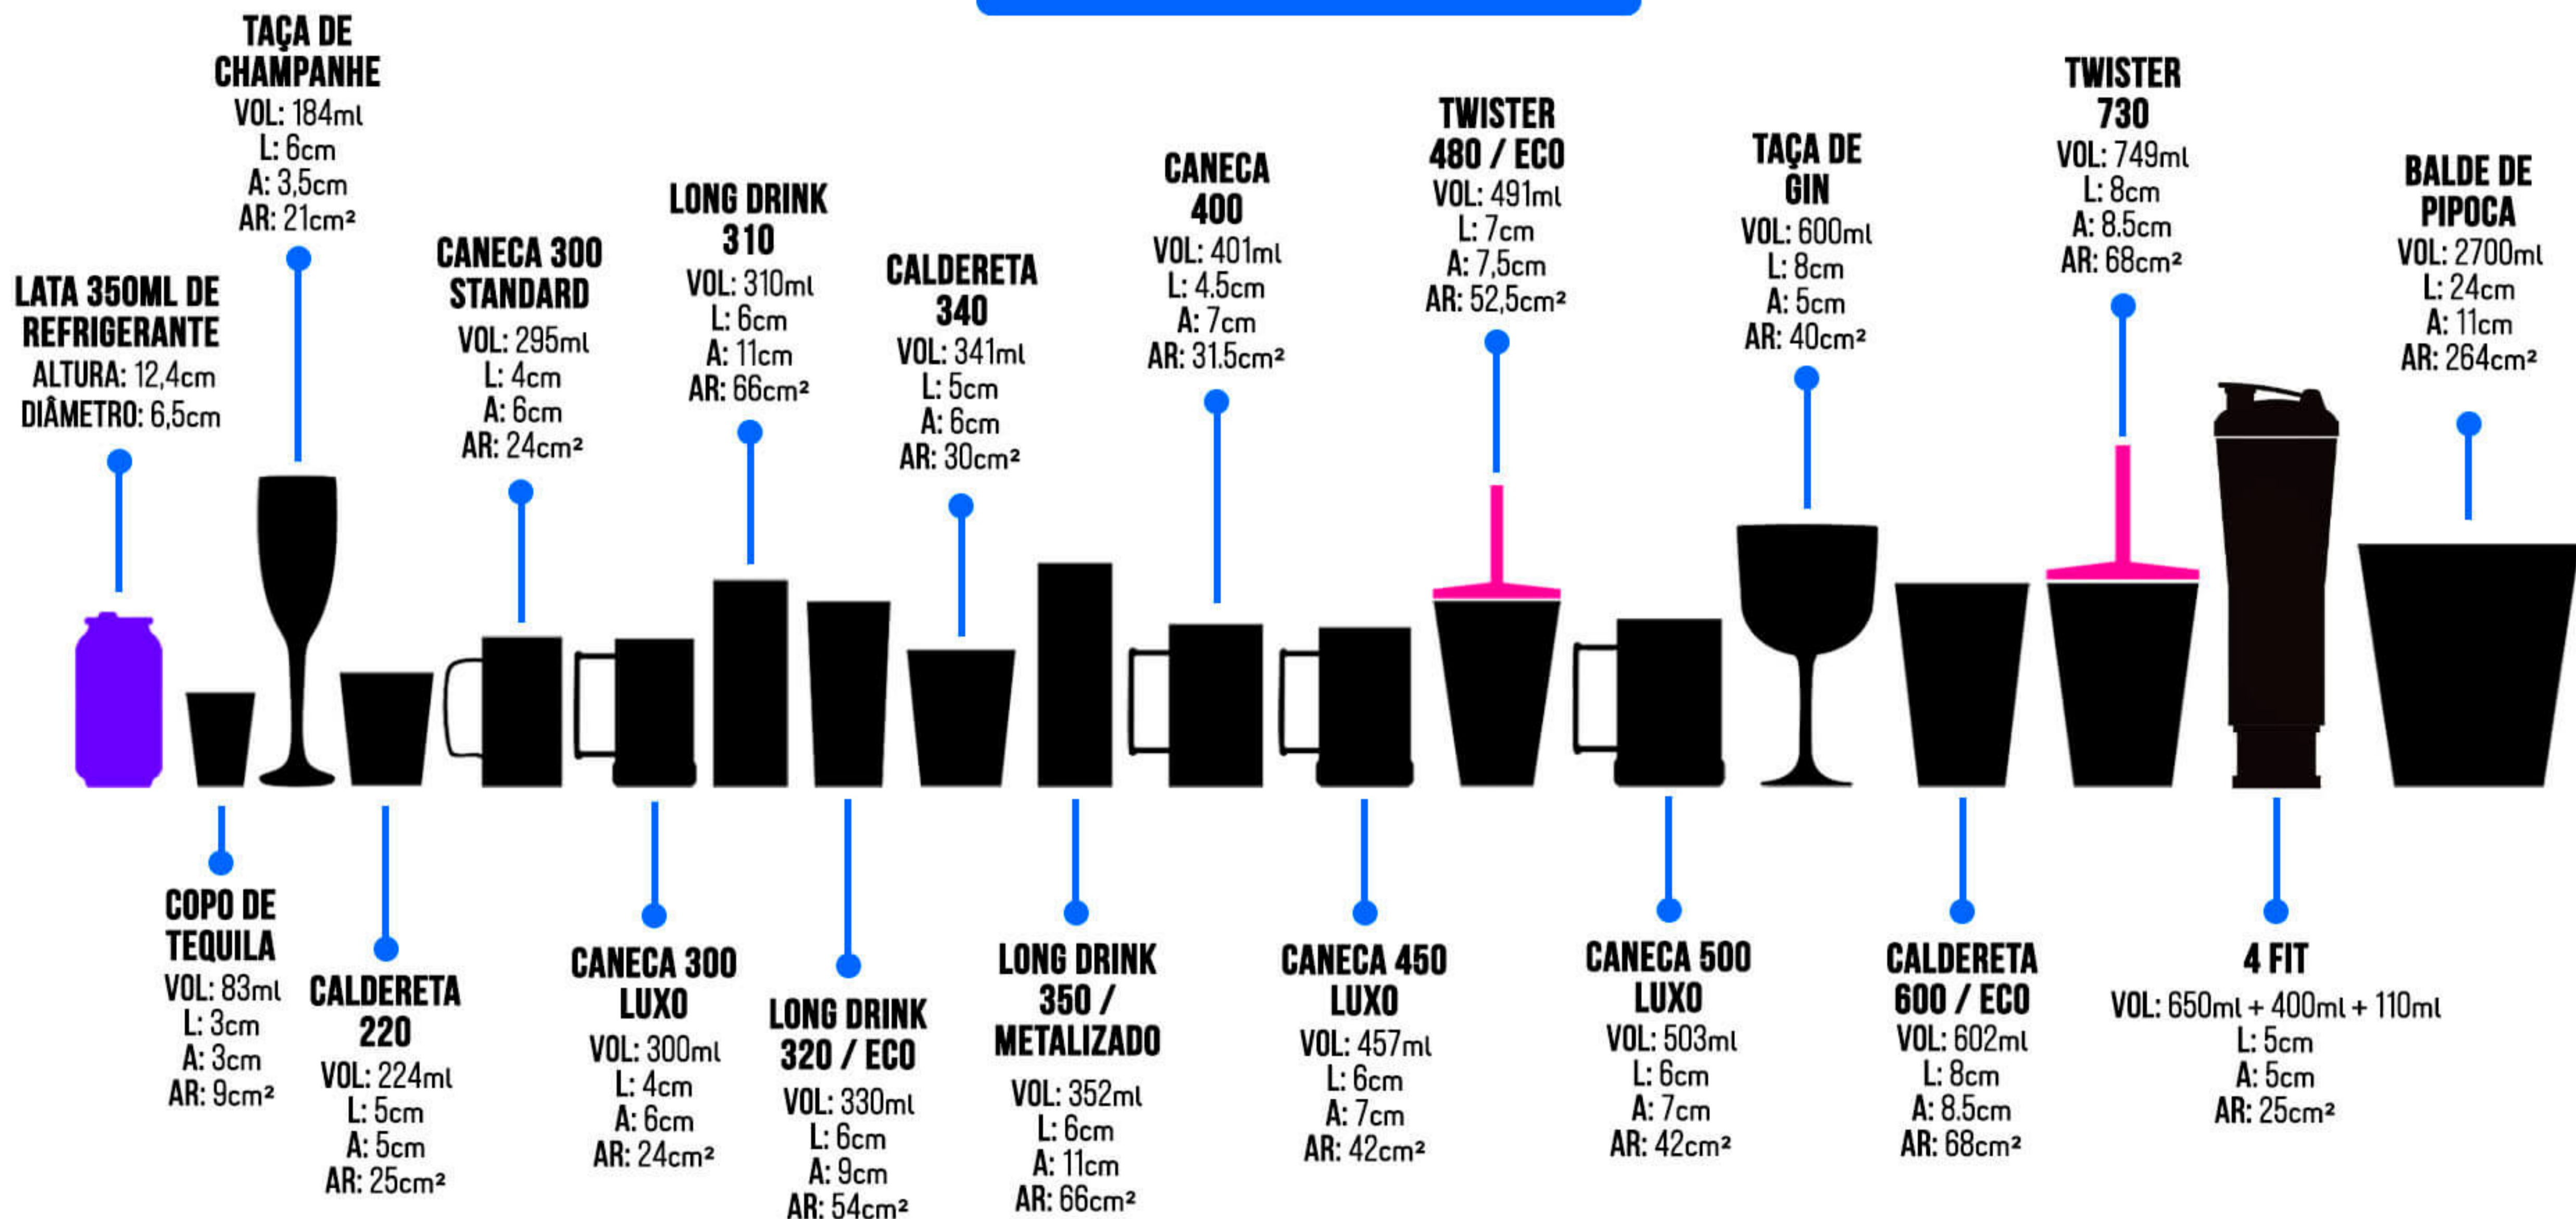 LATA 350ML DE
REFRIGERANTE
ALTURA: 12,4cm
DIÂMETRO: 6,5cm
COPO DE
TEQUILA
VOL: 83ml
L: 3cm
A: 3cm
AR: 9cm²
TAÇA DE
CHAMPANHE
VOL: 184ml
L: 6cm
A: 3,5cm
AR: 21cm²
CALDERETA
220
VOL: 224ml
L: 5cm
A: 5cm
AR: 25cm²
CANECA 300
STANDARD
VOL: 295ml
L: 4cm
A: 6cm
AR: 24cm²
CANECA 300
LUXO
VOL: 300ml
L: 4cm
A: 6cm
AR: 24cm²
LONG DRINK
310
VOL: 310ml
L: 6cm
A: 11cm
AR: 66cm²
LONG DRINK
320 / ECO
VOL: 330ml
L: 6cm
A: 9cm
AR: 54cm²
CALDERETA
340
VOL: 341ml
L: 5cm
A: 6cm
AR: 30cm²
LONG DRINK
350 /
METALIZADO
VOL: 352ml
L: 6cm
A: 11cm
AR: 66cm²
CANECA
400
VOL: 401ml
L: 4.5cm
A: 7cm
AR: 31.5cm²
CANECA 450
LUXO
VOL: 457ml
L: 6cm
A: 7cm
AR: 42cm²
TWISTER
480 / ECO
VOL: 491ml
L: 7cm
A: 7,5cm
AR: 52,5cm²
CANECA 500
LUXO
VOL: 503ml
L: 6cm
A: 7cm
AR: 42cm²
TAÇA DE
GIN
VOL: 600ml
L: 8cm
A: 5cm
AR: 40cm²
CALDERETA
600 / ECO
VOL: 602ml
L: 8cm
A: 8.5cm
AR: 68cm²
TWISTER
730
VOL: 749ml
L: 8cm
A: 8.5cm
AR: 68cm²
4 FIT
VOL: 650ml + 400ml + 110ml
L: 5cm
A: 5cm
AR: 25cm²
BALDE DE
PIPOCA
VOL: 2700ml
L: 24cm
A: 11cm
AR: 264cm²